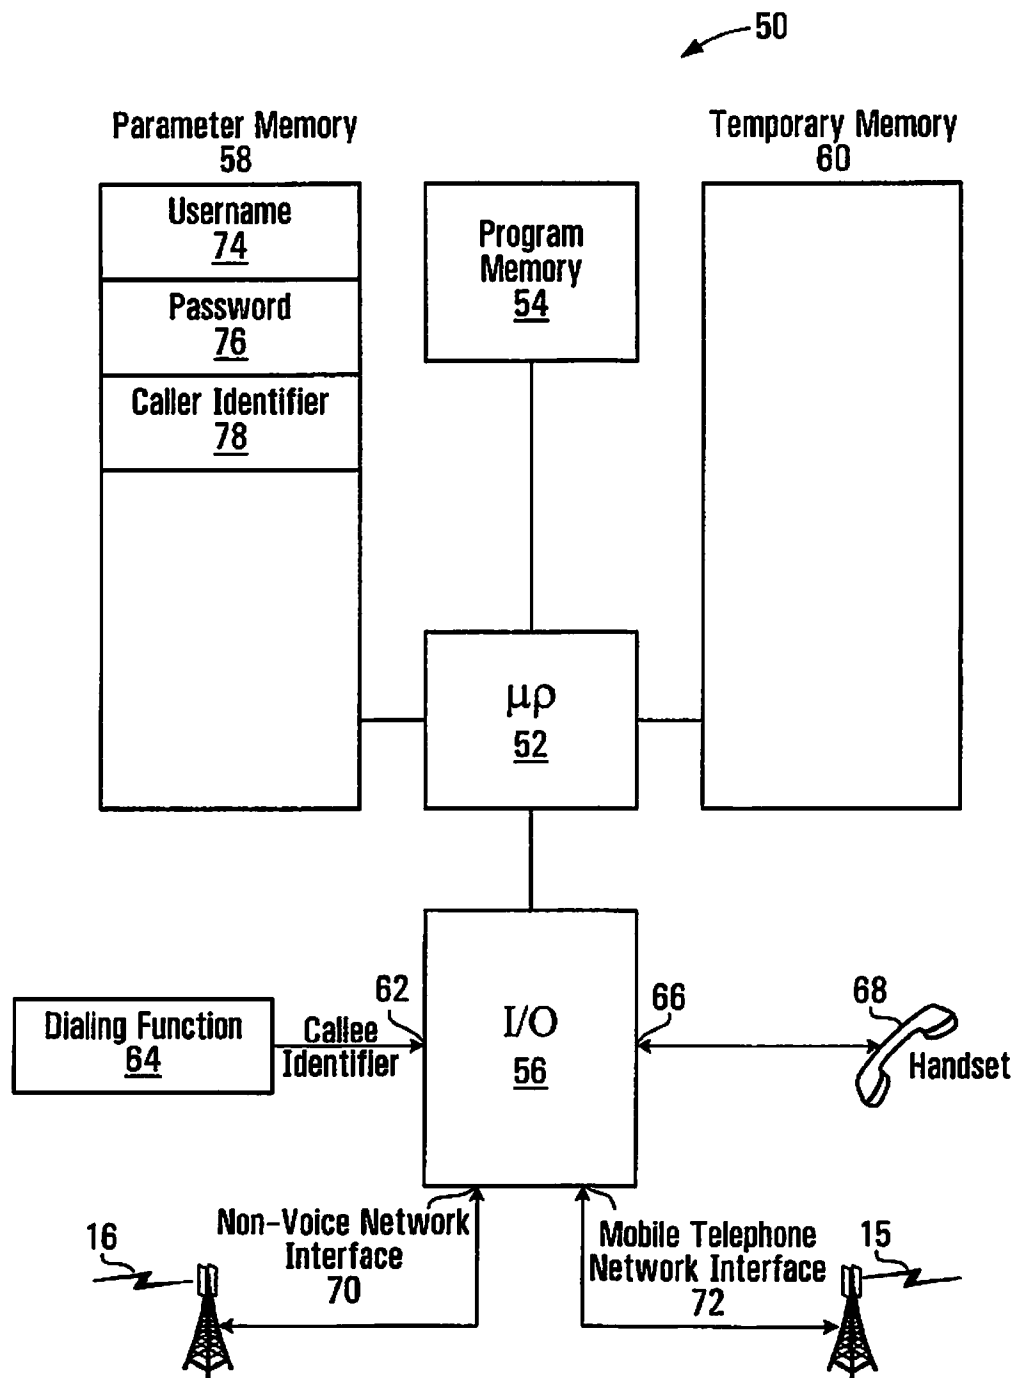 50
Parameter Memory
58
Temporary Memory
60
Username
74
Password
76
Caller Identifier
78
Program
Memory
54
μρ
52
Dialing Function
64
Callee
Identifier
62
I/O
56
66
68
Handset
Non-Voice Network
Interface
70
Mobile Telephone
Network Interface
72
16
15